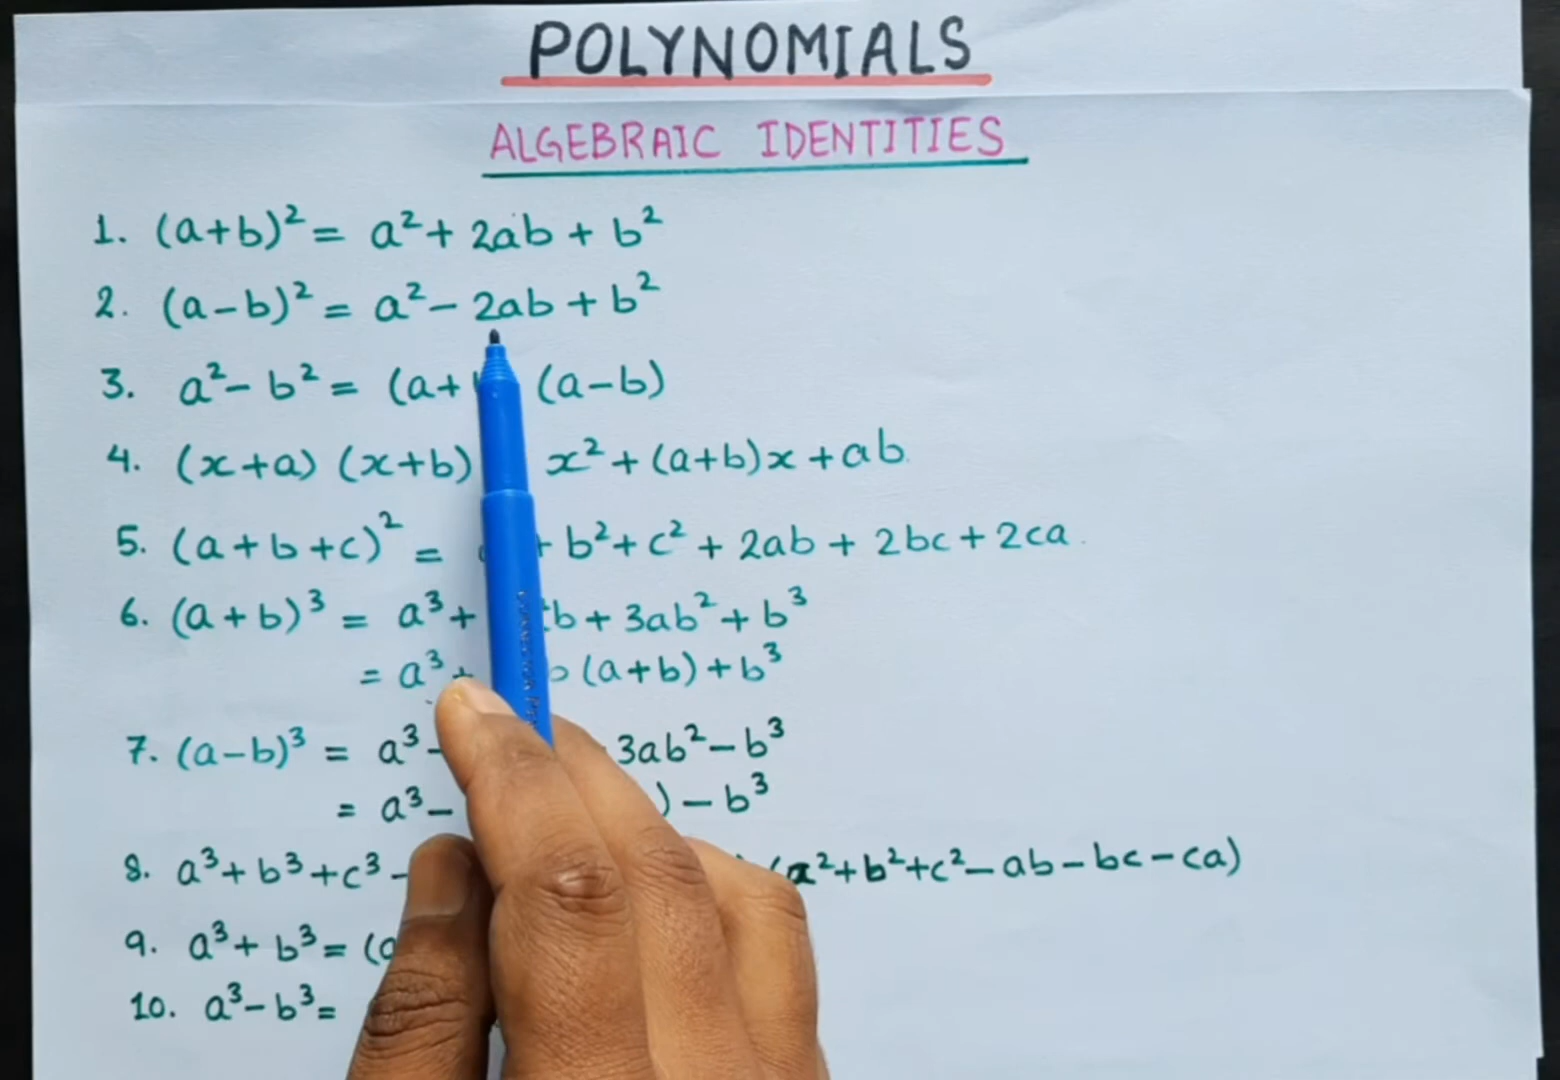 POLYNOMIALS
ALGEBRAIC IDENTITIES
1. (a+b)² = a² + 2ab + b²
2. (a-b)² = a² - 2ab + b²
3. a² - b² = (a+ (a-b)
4. (x+a) (x+b) x² + (a+b)x + ab
5. (a+b+c)² = + b² + c² + 2ab + 2bc + 2ca
6. (a+b)³ = a³ + b + 3ab² + b³
= a³ + (a+b) + b³
7. (a-b)³ = a³ - 3ab² - b³
= a³ - ) - b³
8. a³ + b³ + c³ - (a² + b² + c² - ab - bc - ca)
9. a³ + b³ = (a
10. a³ - b³ =